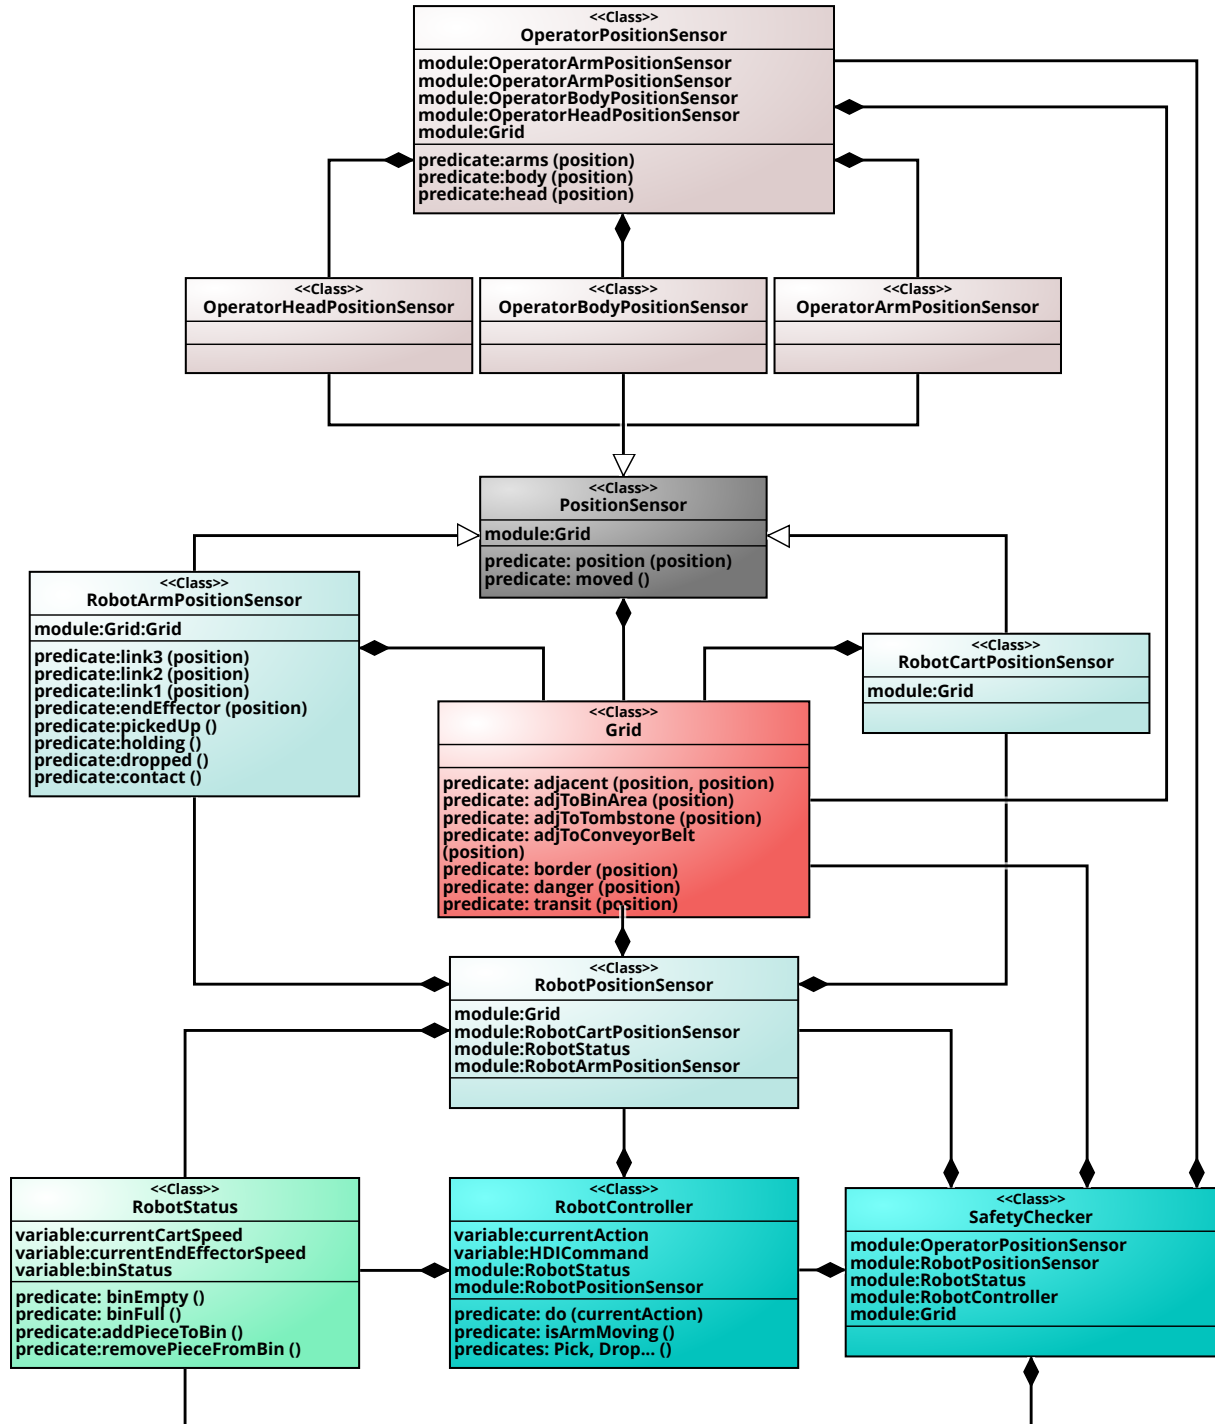 <<Class>>
OperatorPositionSensor
module:OperatorArmPositionSensor
module:OperatorArmPositionSensor
module:OperatorBodyPositionSensor
module:OperatorHeadPositionSensor
module:Grid
predicate:arms (position)
predicate:body (position)
predicate:head (position)
<<Class>>
OperatorHeadPositionSensor
<<Class>>
OperatorBodyPositionSensor
<<Class>>
OperatorArmPositionSensor
<<Class>>
PositionSensor
module:Grid
predicate: position (position)
predicate: moved ()
<<Class>>
RobotArmPositionSensor
module:Grid:Grid
predicate:link3 (position)
predicate:link2 (position)
predicate:link1 (position)
predicate:endEffector (position)
predicate:pickedUp ()
predicate:holding ()
predicate:dropped ()
predicate:contact ()
<<Class>>
RobotCartPositionSensor
module:Grid
<<Class>>
Grid
predicate: adjacent (position, position)
predicate: adjToBinArea (position)
predicate: adjToTombstone (position)
predicate: adjToConveyorBelt
(position)
predicate: border (position)
predicate: danger (position)
predicate: transit (position)
<<Class>>
RobotPositionSensor
module:Grid
module:RobotCartPositionSensor
module:RobotStatus
module:RobotArmPositionSensor
<<Class>>
RobotStatus
variable:currentCartSpeed
variable:currentEndEffectorSpeed
variable:binStatus
predicate: binEmpty ()
predicate: binFull ()
predicate:addPieceToBin ()
predicate:removePieceFromBin ()
<<Class>>
RobotController
variable:currentAction
variable:HDICommand
module:RobotStatus
module:RobotPositionSensor
predicate: do (currentAction)
predicate: isArmMoving ()
predicates: Pick, Drop... ()
<<Class>>
SafetyChecker
module:OperatorPositionSensor
module:RobotPositionSensor
module:RobotStatus
module:RobotController
module:Grid